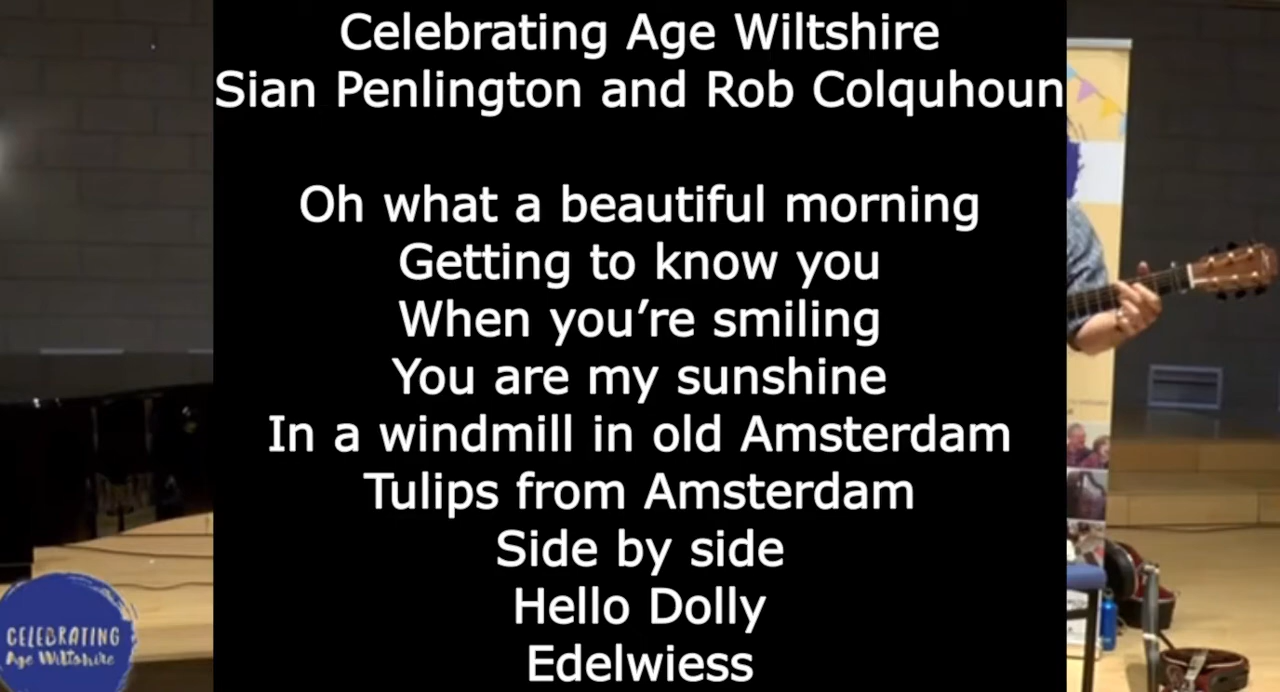 Celebrating Age Wiltshire
Sian Penlington and Rob Colquhoun
Oh what a beautiful morning
Getting to know you
When you’re smiling
You are my sunshine
In a windmill in old Amsterdam
Tulips from Amsterdam
Side by side
Hello Dolly
Edelwiess
CELEBRATING
Age Wiltshire